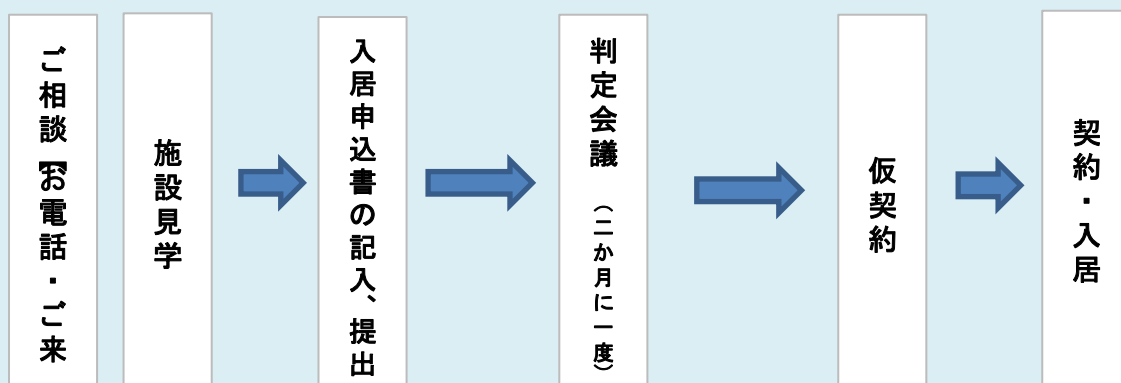 ご相談【お電話・ご来
施設見学
入居申込書の記入、提出
判定会議 （二か月に一度）
仮契約
契約・入居